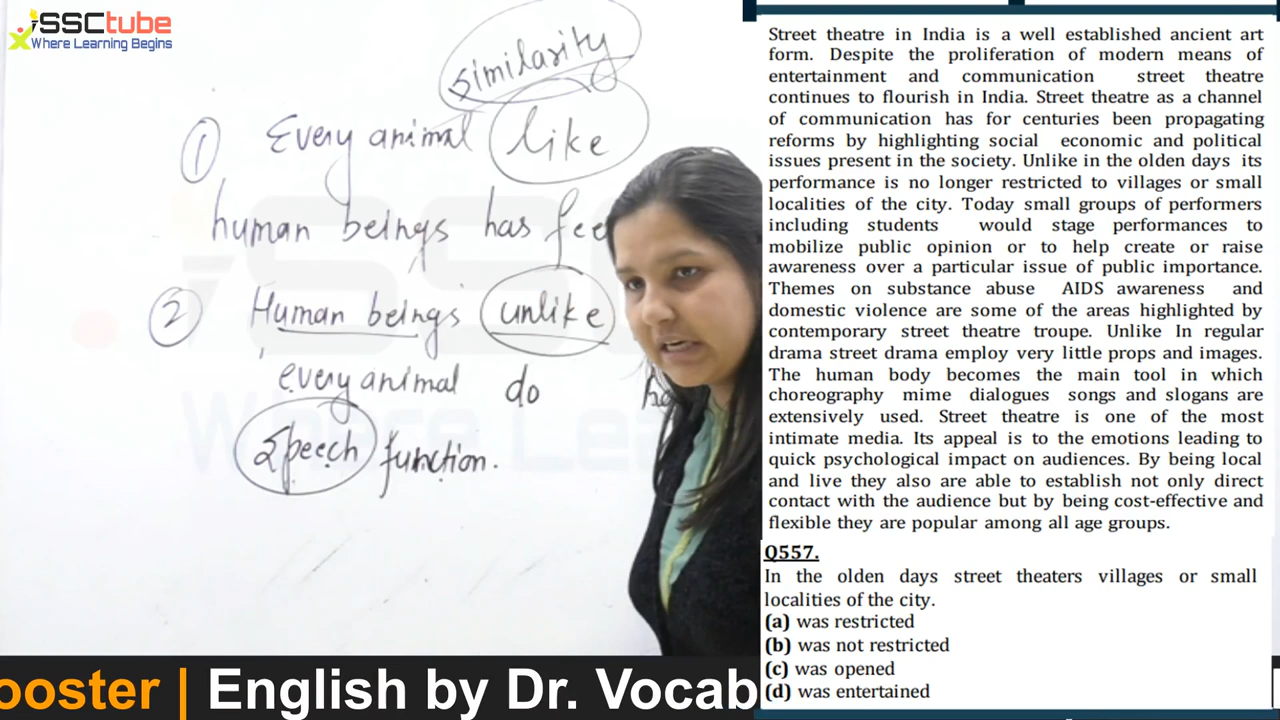 SSCtube
Where Learning Begins
similarity
① Every animal like
human beings has fee
② Human beings unlike
every animal do
speech function.
Street theatre in India is a well established ancient art
form. Despite the proliferation of modern means of
entertainment and communication street theatre
continues to flourish in India. Street theatre as a channel
of communication has for centuries been propagating
reforms by highlighting social economic and political
issues present in the society. Unlike in the olden days its
performance is no longer restricted to villages or small
localities of the city. Today small groups of performers
including students would stage performances to
mobilize public opinion or to help create or raise
awareness over a particular issue of public importance.
Themes on substance abuse AIDS awareness and
domestic violence are some of the areas highlighted by
contemporary street theatre troupe. Unlike In regular
drama street drama employ very little props and images.
The human body becomes the main tool in which
choreography mime dialogues songs and slogans are
extensively used. Street theatre is one of the most
intimate media. Its appeal is to the emotions leading to
quick psychological impact on audiences. By being local
and live they also are able to establish not only direct
contact with the audience but by being cost-effective and
flexible they are popular among all age groups.
Q557.
In the olden days street theaters villages or small
localities of the city.
(a) was restricted
(b) was not restricted
(c) was opened
(d) was entertained
ooster | English by Dr. Vocab